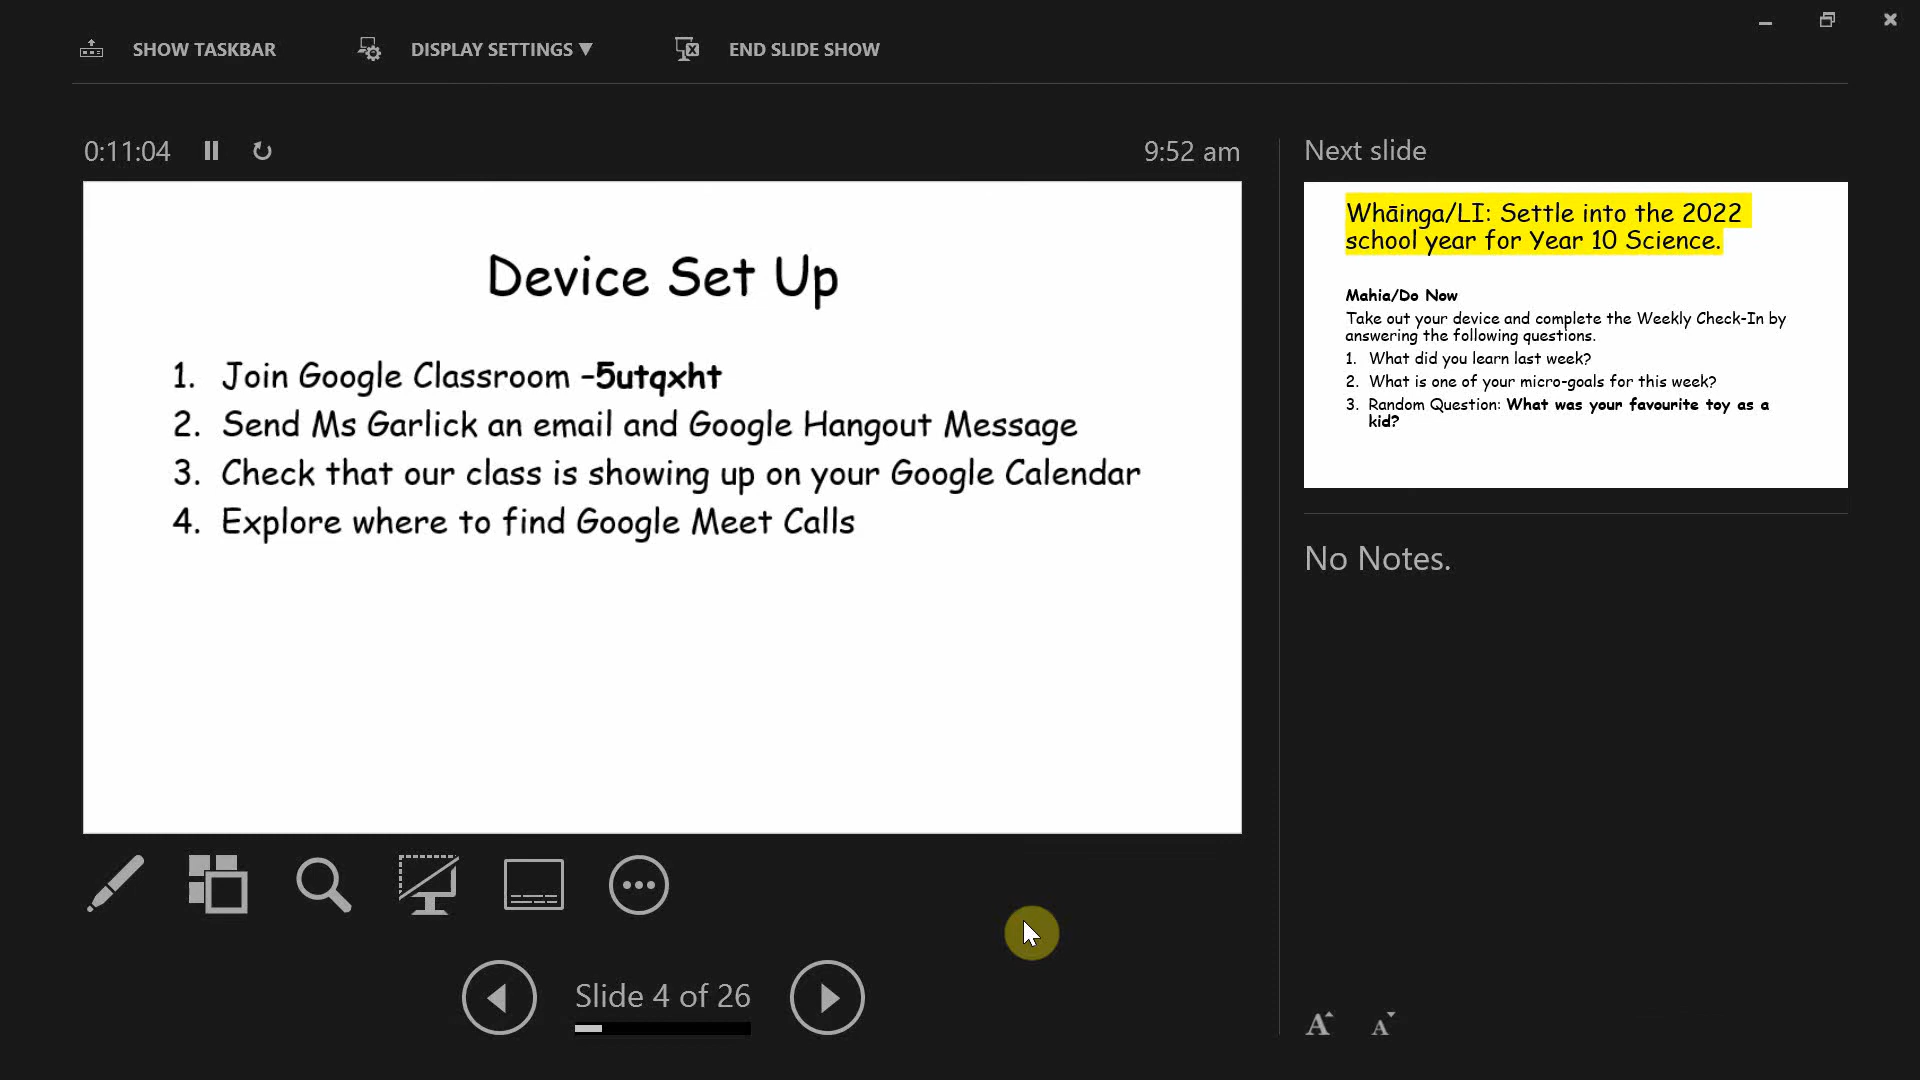 SHOW TASKBAR
DISPLAY SETTINGS ▼
END SLIDE SHOW
0:11:04
9:52 am
Device Set Up
1. Join Google Classroom -5utqxht
2. Send Ms Garlick an email and Google Hangout Message
3. Check that our class is showing up on your Google Calendar
4. Explore where to find Google Meet Calls
Slide 4 of 26
Next slide
Whāinga/LI: Settle into the 2022
school year for Year 10 Science.
Mahia/Do Now
Take out your device and complete the Weekly Check-In by
answering the following questions.
1. What did you learn last week?
2. What is one of your micro-goals for this week?
3. Random Question: What was your favourite toy as a
kid?
No Notes.
A A